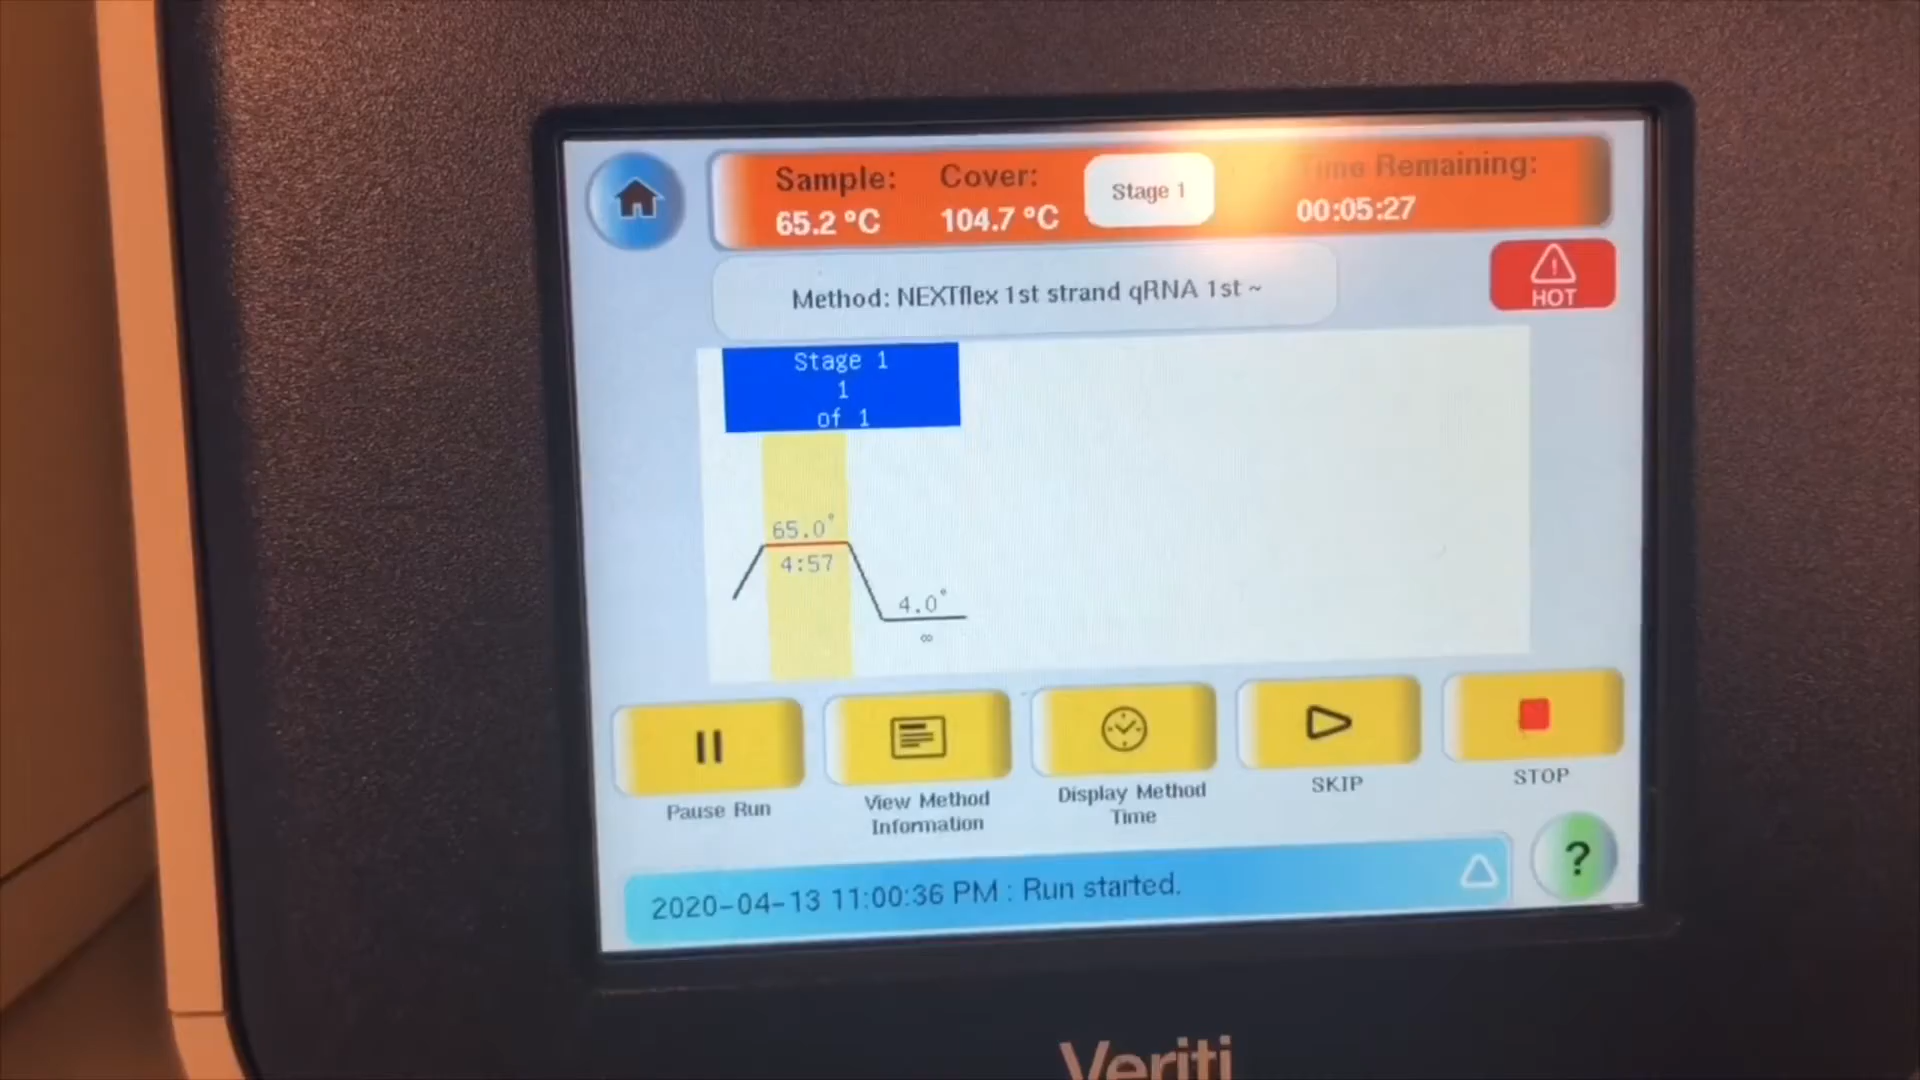 Sample: Cover: Stage 1 Time Remaining:
65.2 °C 104.7 °C 00:05:27
Method: NEXTflex 1st strand qRNA 1st ~
HOT
Stage 1
1
of 1
65.0°
4:57
4.0°
∞
Pause Run
View Method
Information
Display Method
Time
SKIP
STOP
2020-04-13 11:00:36 PM : Run started.
?
Veriti